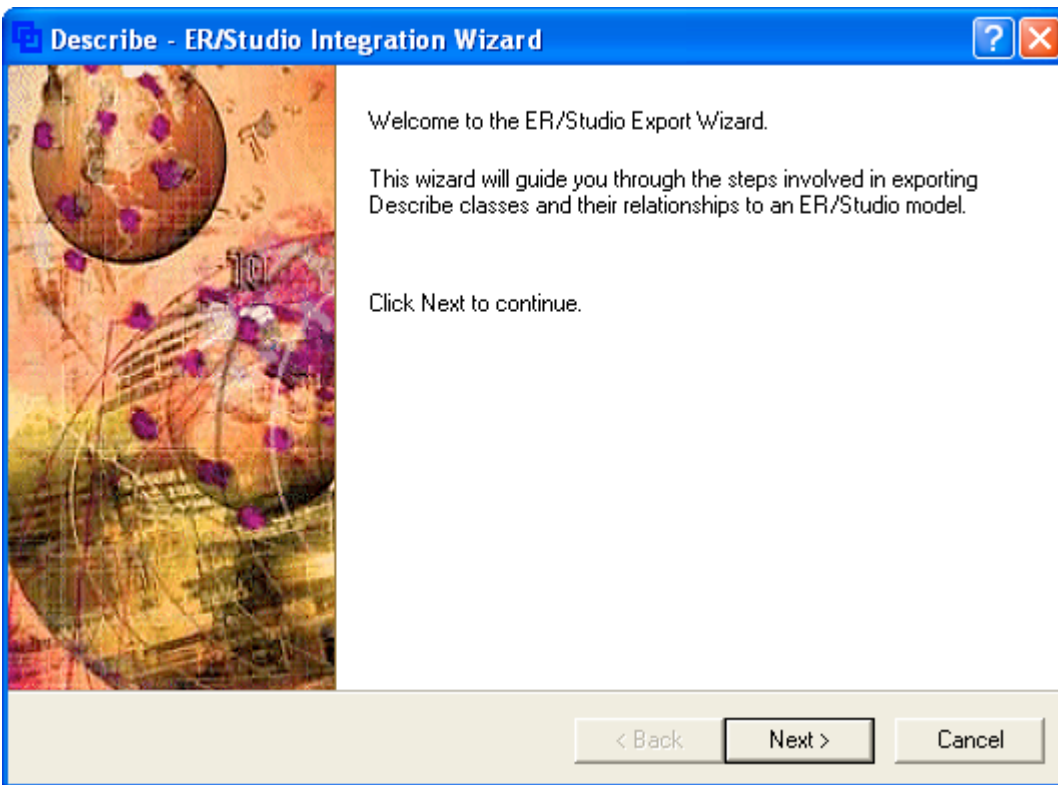 Describe - ER/Studio Integration Wizard
Welcome to the ER/Studio Export Wizard.
This wizard will guide you through the steps involved in exporting
Describe classes and their relationships to an ER/Studio model.
10
Click Next to continue.
< Back
Next >
Cancel